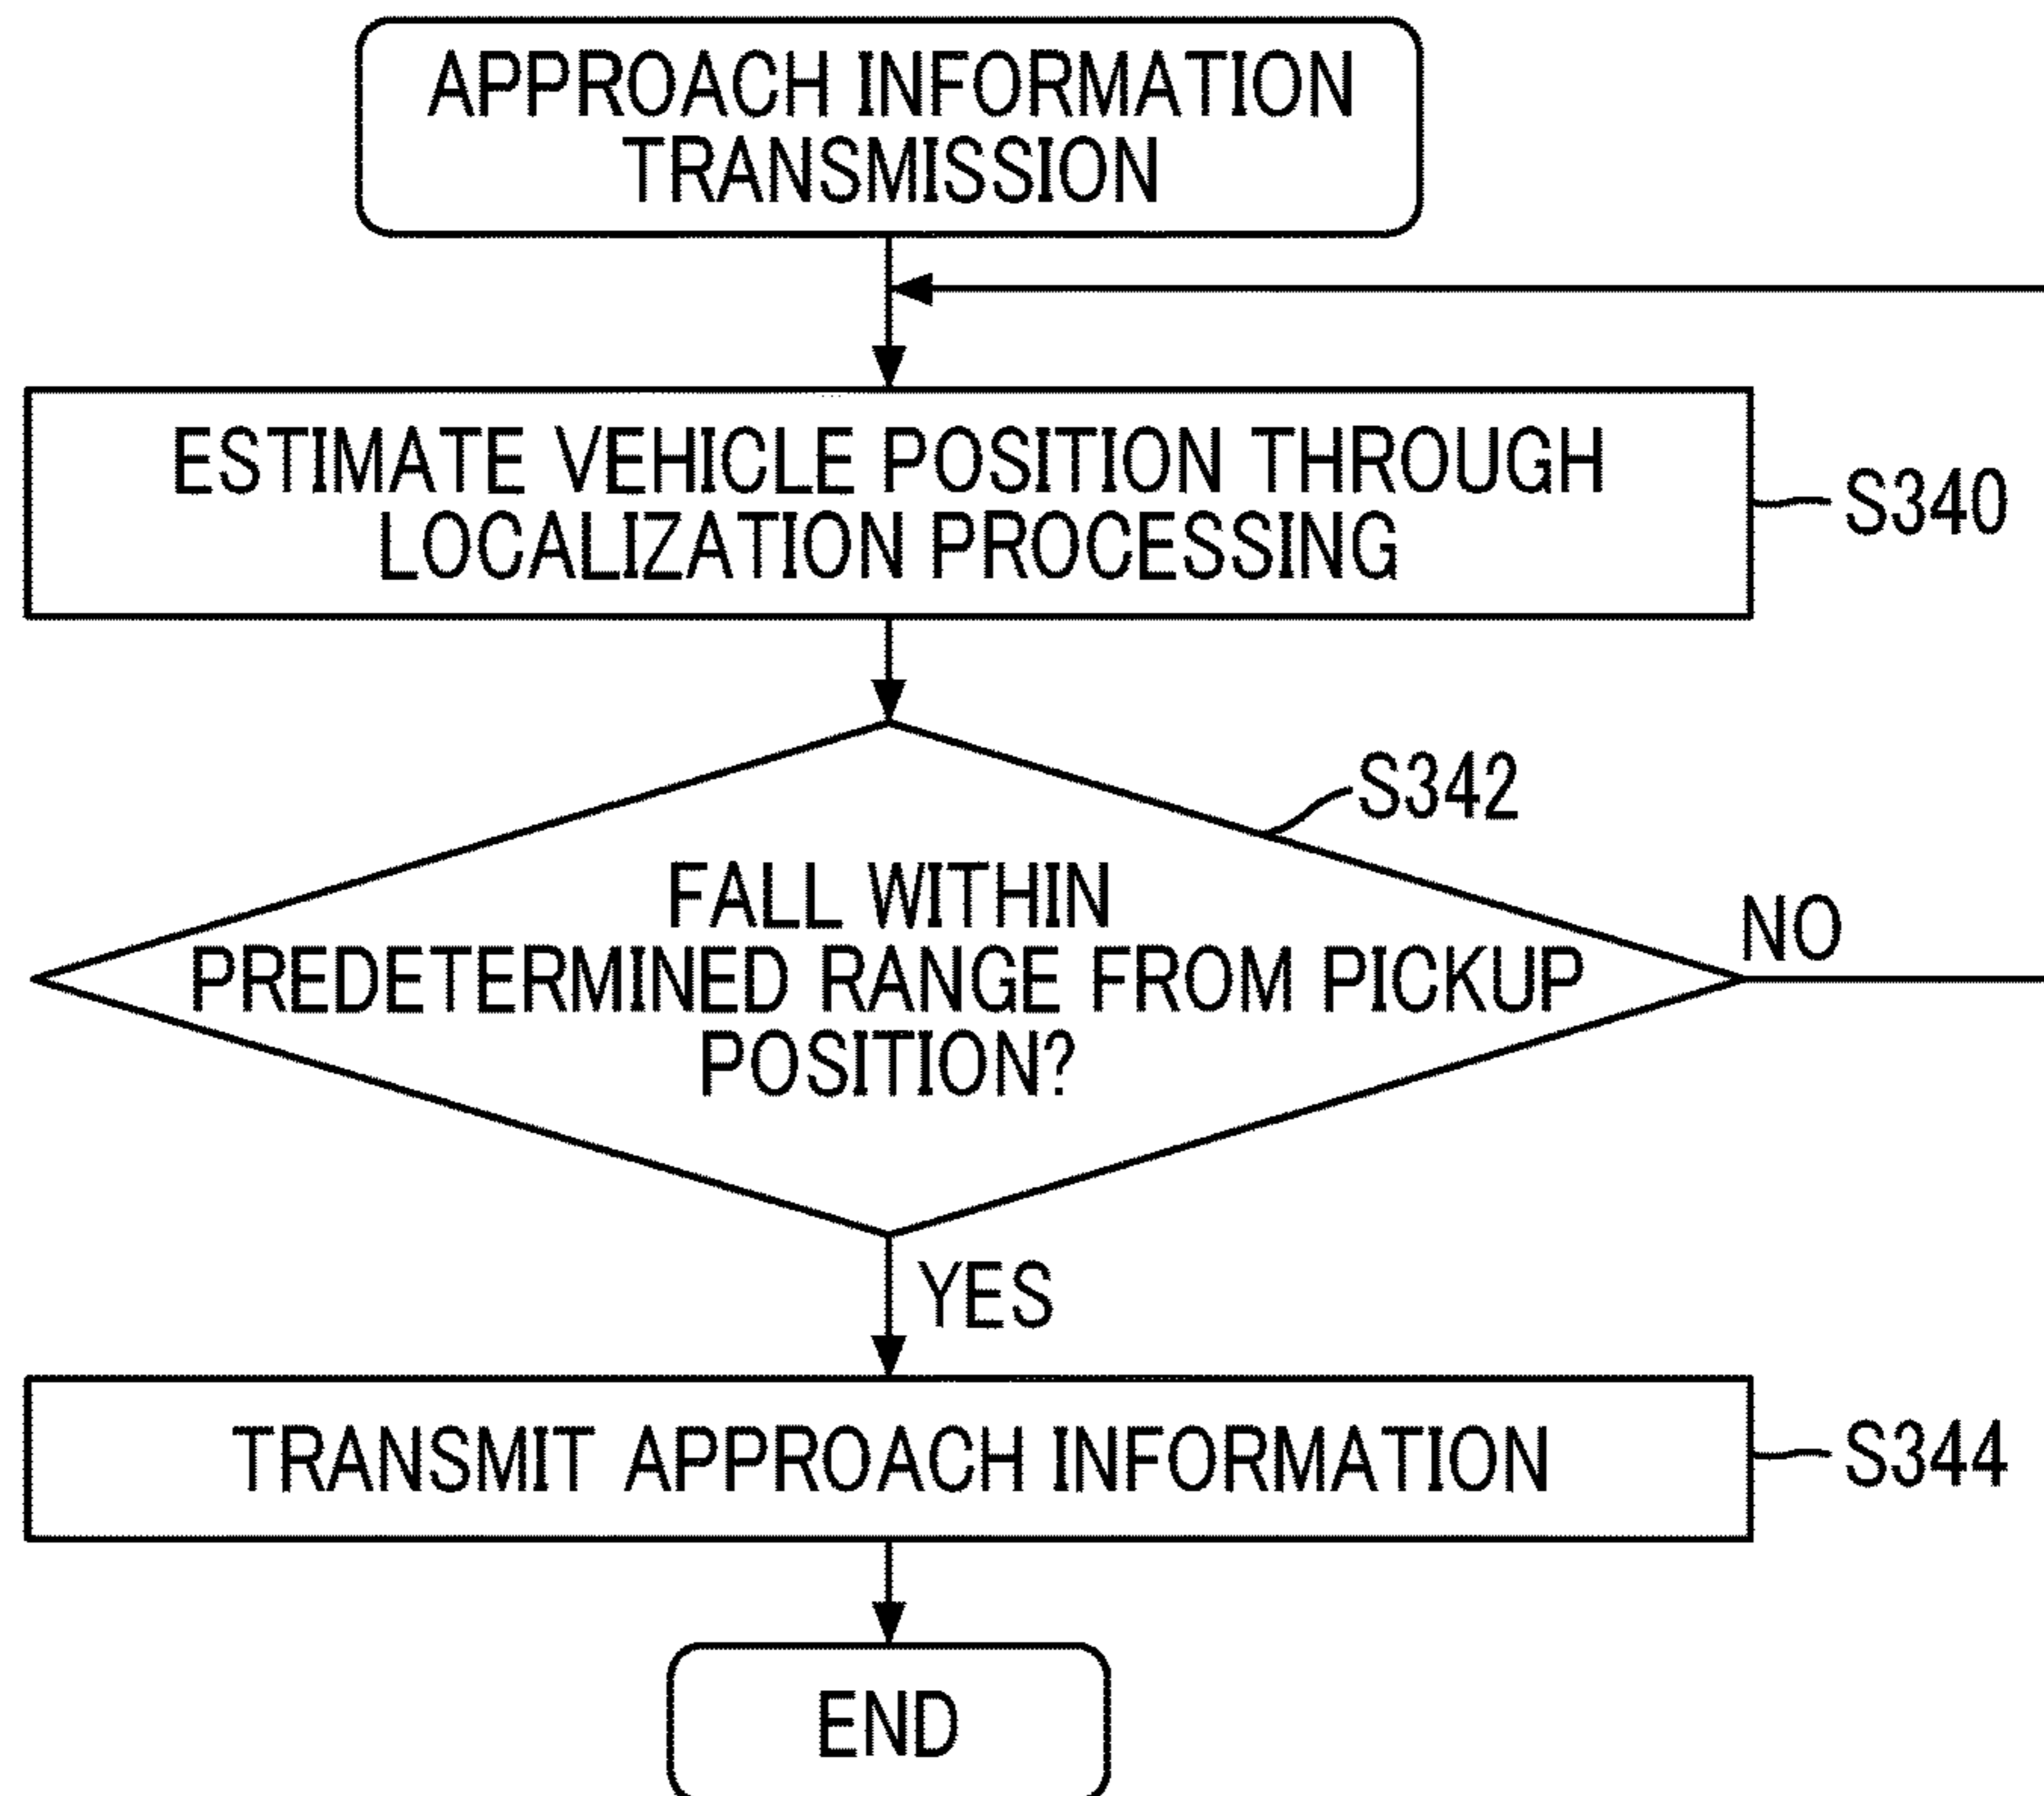 APPROACH INFORMATION
TRANSMISSION
ESTIMATE VEHICLE POSITION THROUGH
LOCALIZATION PROCESSING
S340
S342
FALL WITHIN
PREDETERMINED RANGE FROM PICKUP
POSITION?
NO
YES
TRANSMIT APPROACH INFORMATION
S344
END